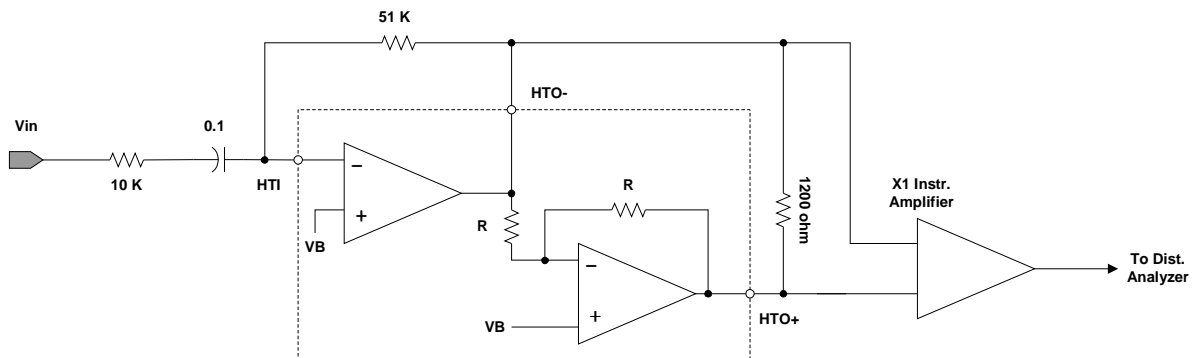 51 K
HTO-
Vin
0.1
10 K
HTI
VB
R
R
1200 ohm
X1 Instr.
Amplifier
To Dist.
Analyzer
VB
HTO+